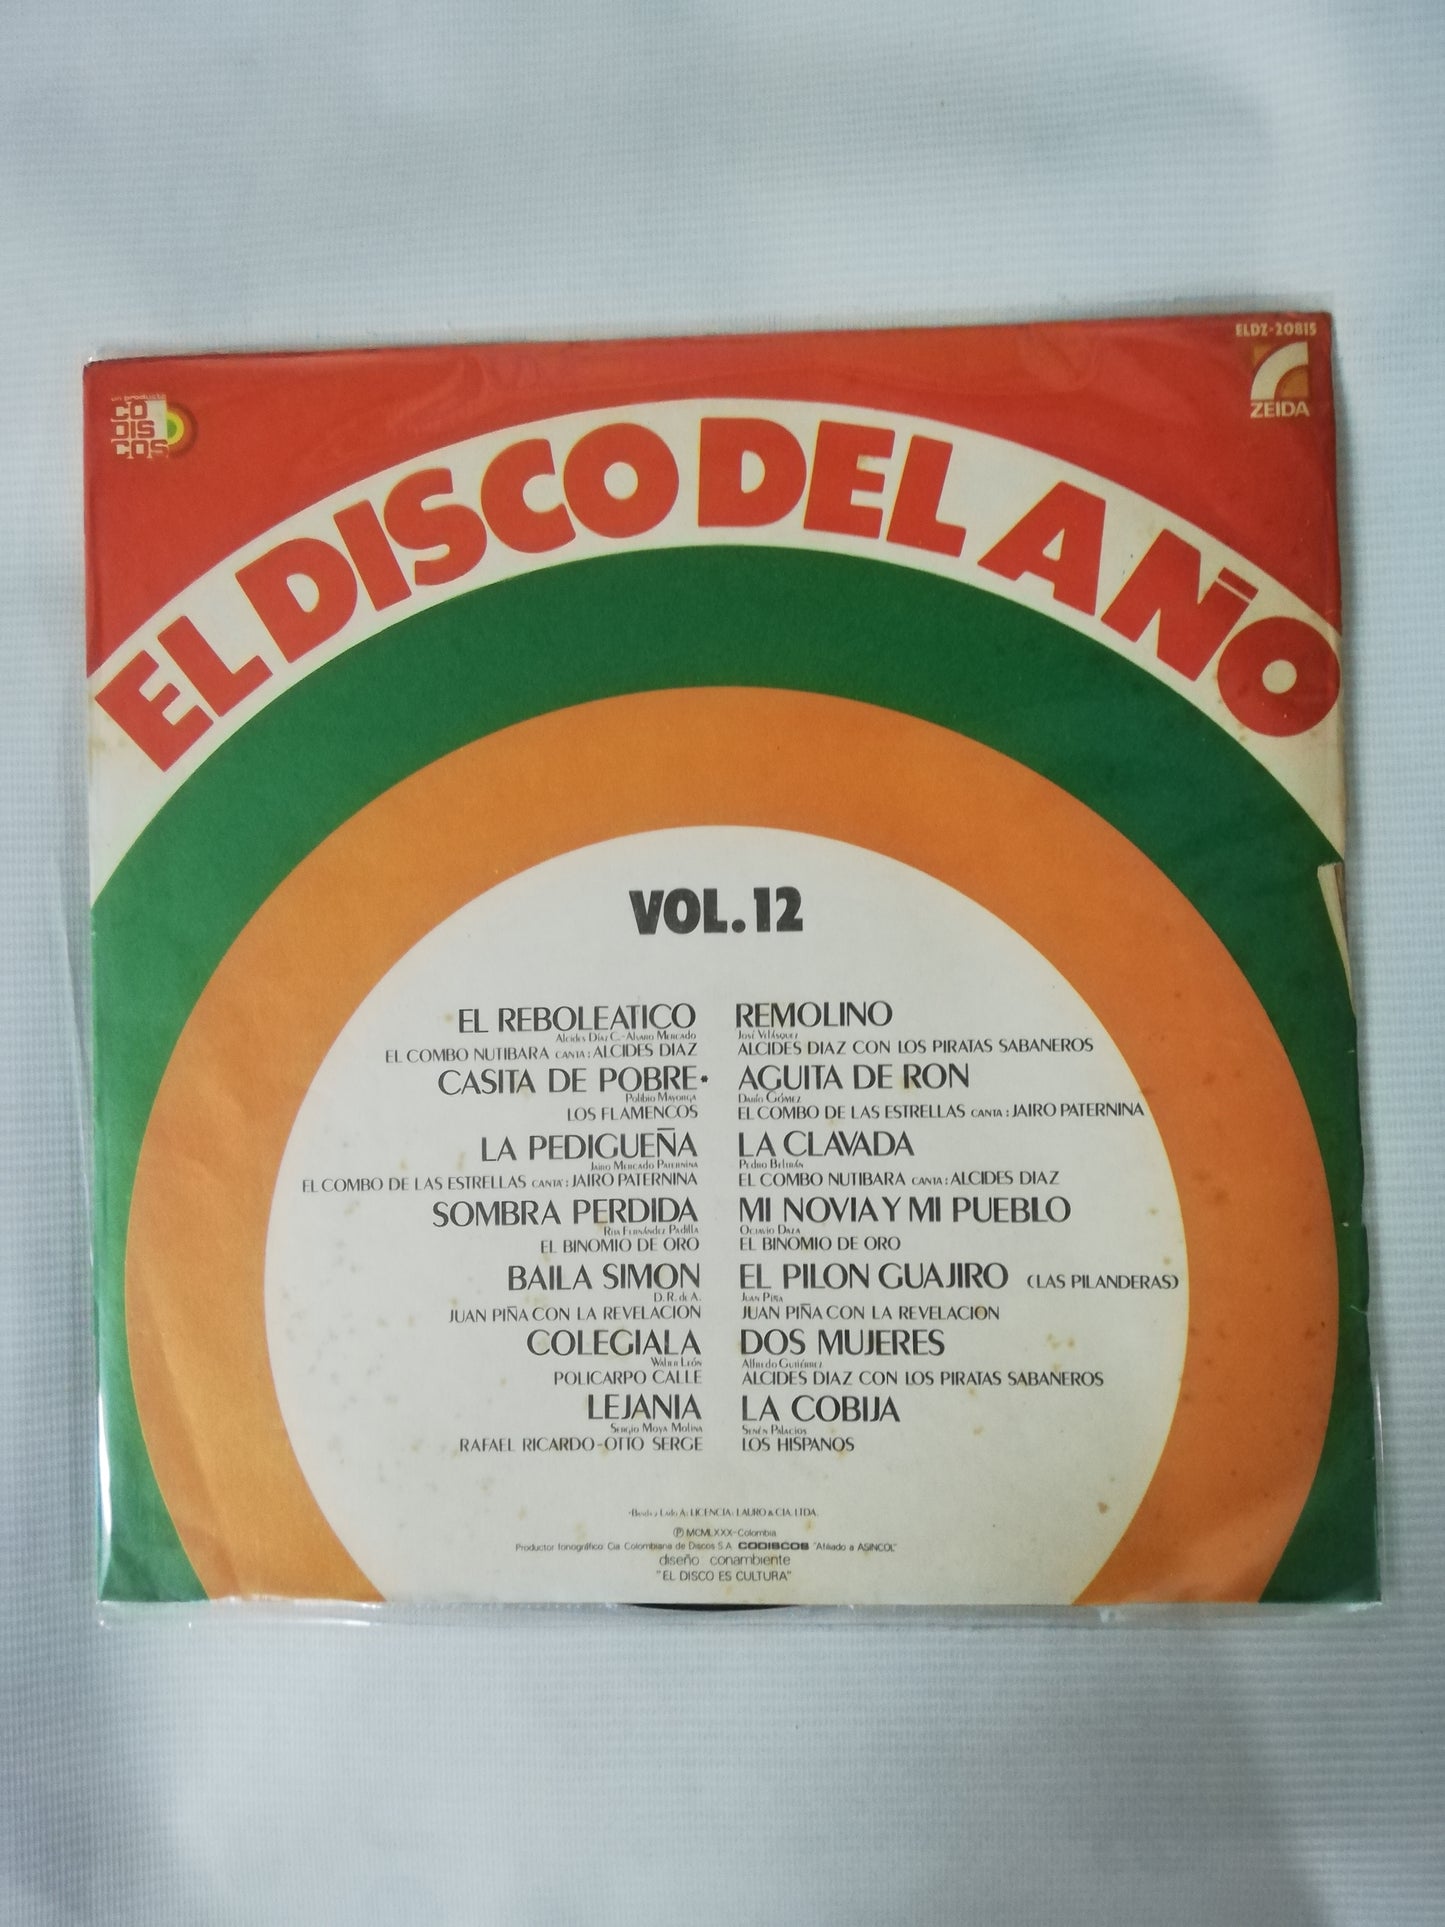 ELDZ-20815
ZEIDA
un producto
CO
DIS
COS
EL DISCO DEL AÑO
VOL.12
EL REBOLEATICO
Alcides Díaz C.-Alvaro Mercado
EL COMBO NUTIBARA CANTA: ALCIDES DIAZ
CASITA DE POBRE*
Polibio Mayorga
LOS FLAMENCOS
LA PEDIGUEÑA
Jairo Mercado Paternina
EL COMBO DE LAS ESTRELLAS CANTA: JAIRO PATERNINA
SOMBRA PERDIDA
Rita Fernández Padilla
EL BINOMIO DE ORO
BAILA SIMON
D.R. de A.
JUAN PIÑA CON LA REVELACION
COLEGIALA
Walter León
POLICARPO CALLE
LEJANIA
Sergio Moya Molina
RAFAEL RICARDO-OTTO SERGE
REMOLINO
José Velásquez
ALCIDES DIAZ CON LOS PIRATAS SABANEROS
AGUITA DE RON
Darío Gómez
EL COMBO DE LAS ESTRELLAS CANTA: JAIRO PATERNINA
LA CLAVADA
Pedro Beltrán
EL COMBO NUTIBARA CANTA: ALCIDES DIAZ
MI NOVIA Y MI PUEBLO
Octavio Daza
EL BINOMIO DE ORO
EL PILON GUAJIRO (LAS PILANDERAS)
Juan Piña
JUAN PIÑA CON LA REVELACION
DOS MUJERES
Alfredo Gutiérrez
ALCIDES DIAZ CON LOS PIRATAS SABANEROS
LA COBIJA
Senén Palacios
LOS HISPANOS
Lado A: LICENCIA: LAURO & CIA. LTDA.
Ⓟ MCMLXXX-Colombia
Productor fonográfico: Cia Colombiana de Discos S.A. CODISCOS "Afiliado a ASINCOL"
diseño conambiente
"EL DISCO ES CULTURA"